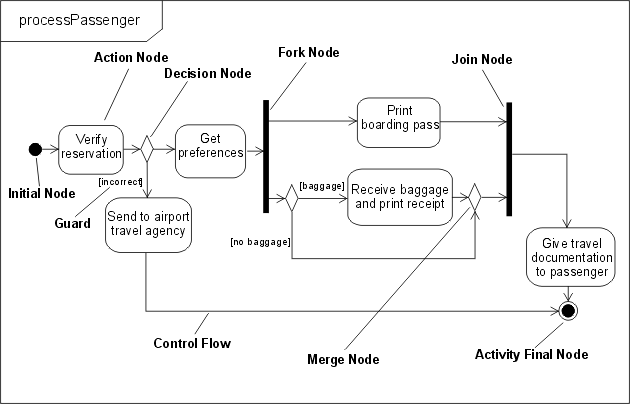 processPassenger
Action Node
Decision Node
Fork Node
Join Node
Verify
reservation
Get
preferences
Print
boarding pass
[incorrect]
[baggage]
Receive baggage
and print receipt
Initial Node
Guard
Send to airport
travel agency
[no baggage]
Give travel
documentation
to passenger
Control Flow
Merge Node
Activity Final Node